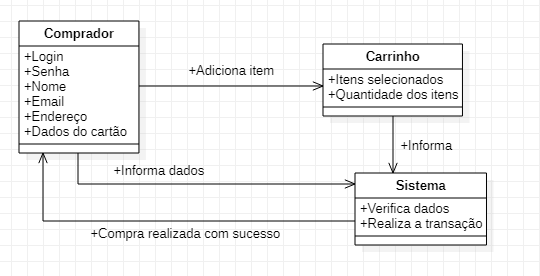 Comprador
+Login
+Senha
+Nome
+Email
+Endereço
+Dados do cartão
+Adiciona item
Carrinho
+Itens selecionados
+Quantidade dos itens
+Informa
+Informa dados
Sistema
+Verifica dados
+Realiza a transação
+Compra realizada com sucesso